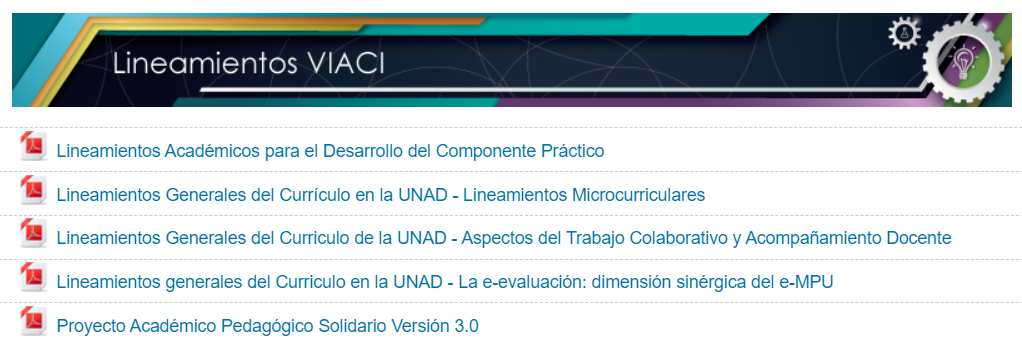 Lineamientos VIACI
Lineamientos Académicos para el Desarrollo del Componente Práctico
Lineamientos Generales del Currículo en la UNAD - Lineamientos Microcurriculares
Lineamientos Generales del Curriculo de la UNAD - Aspectos del Trabajo Colaborativo y Acompañamiento Docente
Lineamientos generales del Curriculo en la UNAD - La e-evaluación: dimensión sinérgica del e-MPU
Proyecto Académico Pedagógico Solidario Versión 3.0